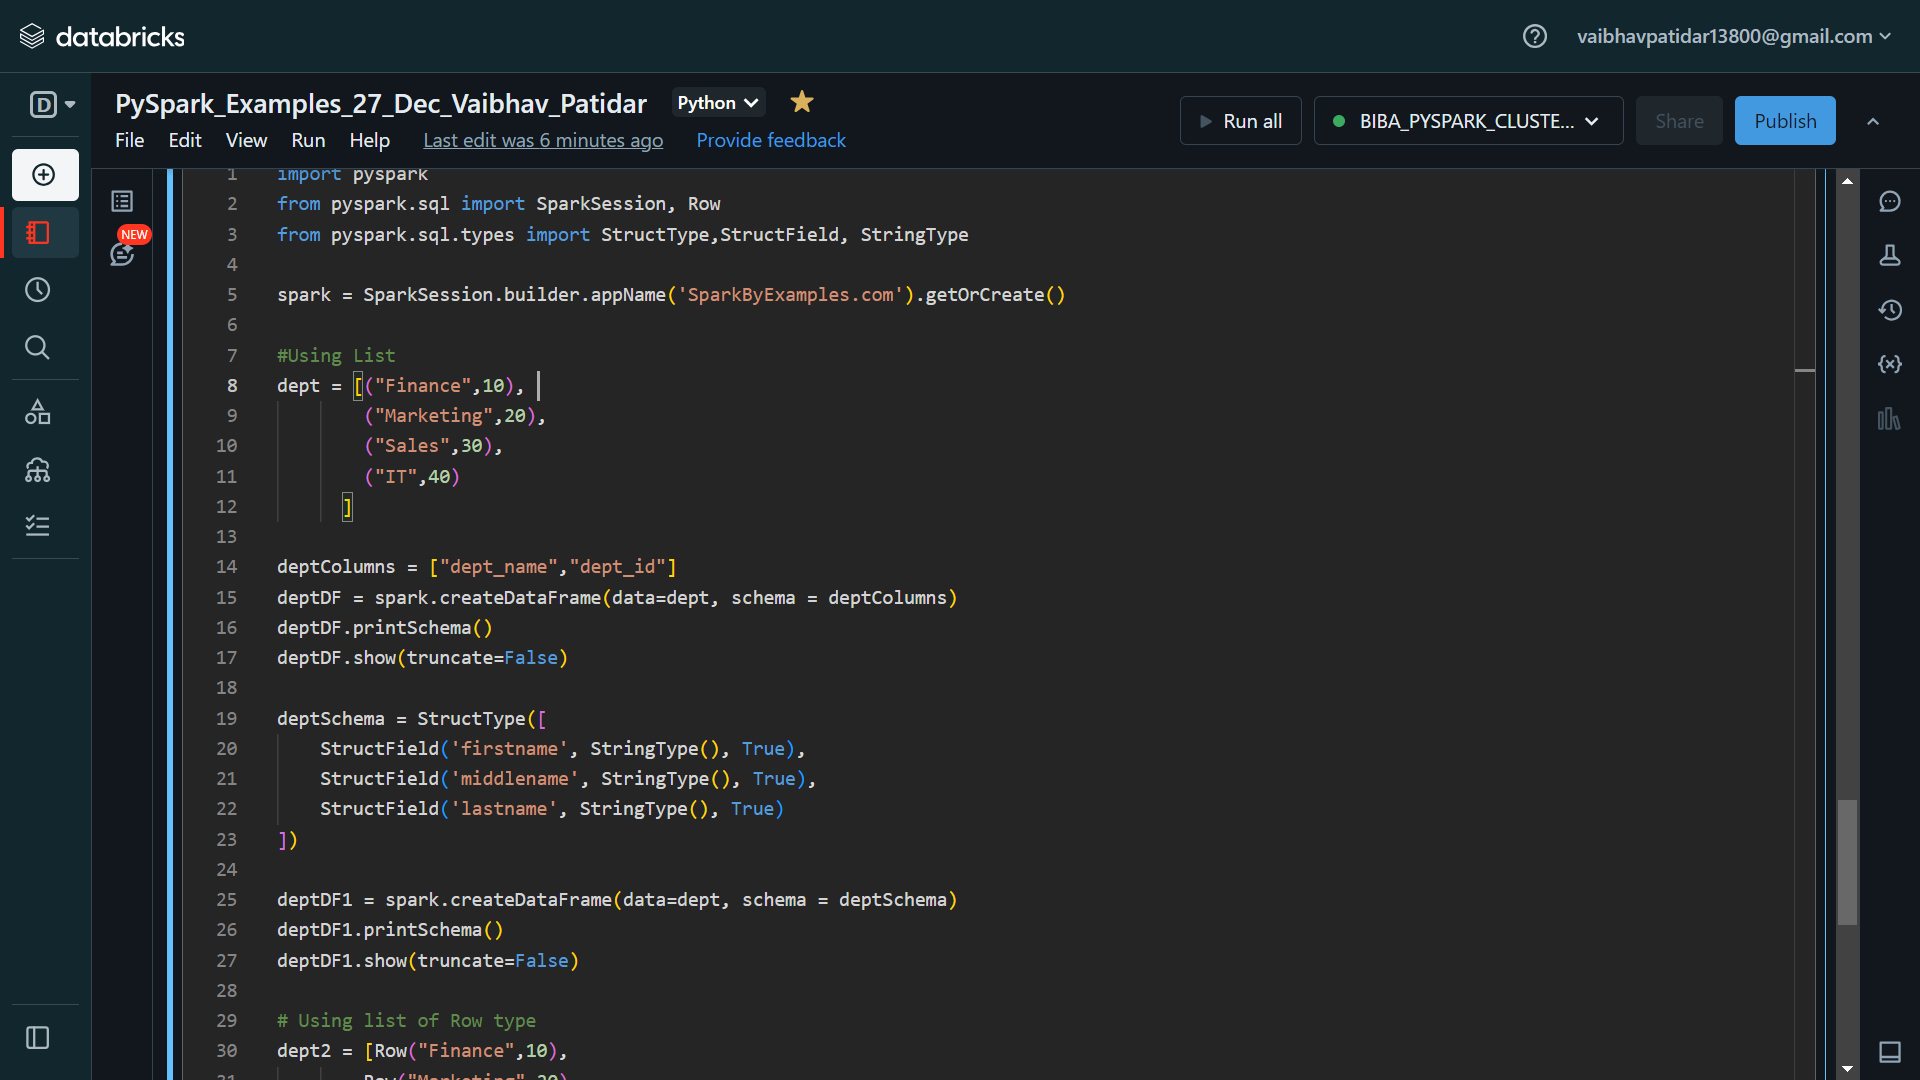 databricks
vaibhavpatidar13800@gmail.com
D
PySpark_Examples_27_Dec_Vaibhav_Patidar Python
File Edit View Run Help Last edit was 6 minutes ago Provide feedback
Run all
BIBA_PYSPARK_CLUSTE...
Share
Publish
NEW
1 import pyspark
2 from pyspark.sql import SparkSession, Row
3 from pyspark.sql.types import StructType,StructField, StringType
4
5 spark = SparkSession.builder.appName('SparkByExamples.com').getOrCreate()
6
7 #Using List
8 dept = [("Finance",10),
9 ("Marketing",20),
10 ("Sales",30),
11 ("IT",40)
12 ]
13
14 deptColumns = ["dept_name","dept_id"]
15 deptDF = spark.createDataFrame(data=dept, schema = deptColumns)
16 deptDF.printSchema()
17 deptDF.show(truncate=False)
18
19 deptSchema = StructType([
20 StructField('firstname', StringType(), True),
21 StructField('middlename', StringType(), True),
22 StructField('lastname', StringType(), True)
23 ])
24
25 deptDF1 = spark.createDataFrame(data=dept, schema = deptSchema)
26 deptDF1.printSchema()
27 deptDF1.show(truncate=False)
28
29 # Using list of Row type
30 dept2 = [Row("Finance",10),
31 Row("Marketing",20)